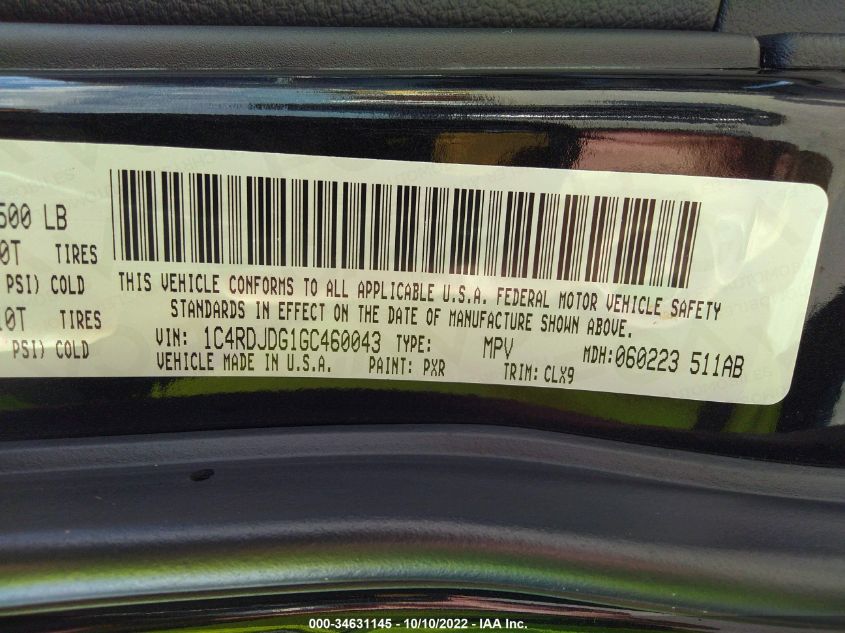 500 LB
0T TIRES
PSI) COLD
THIS VEHICLE CONFORMS TO ALL APPLICABLE U.S.A. FEDERAL MOTOR VEHICLE SAFETY
STANDARDS IN EFFECT ON THE DATE OF MANUFACTURE SHOWN ABOVE.
10T TIRES
PSI) COLD
VIN: 1C4RDJDG1GC460043 TYPE: MPV MDH: 060223 511AB
VEHICLE MADE IN U.S.A. PAINT: PXR TRIM: CLX9
000-34631145 - 10/10/2022 - IAA Inc.